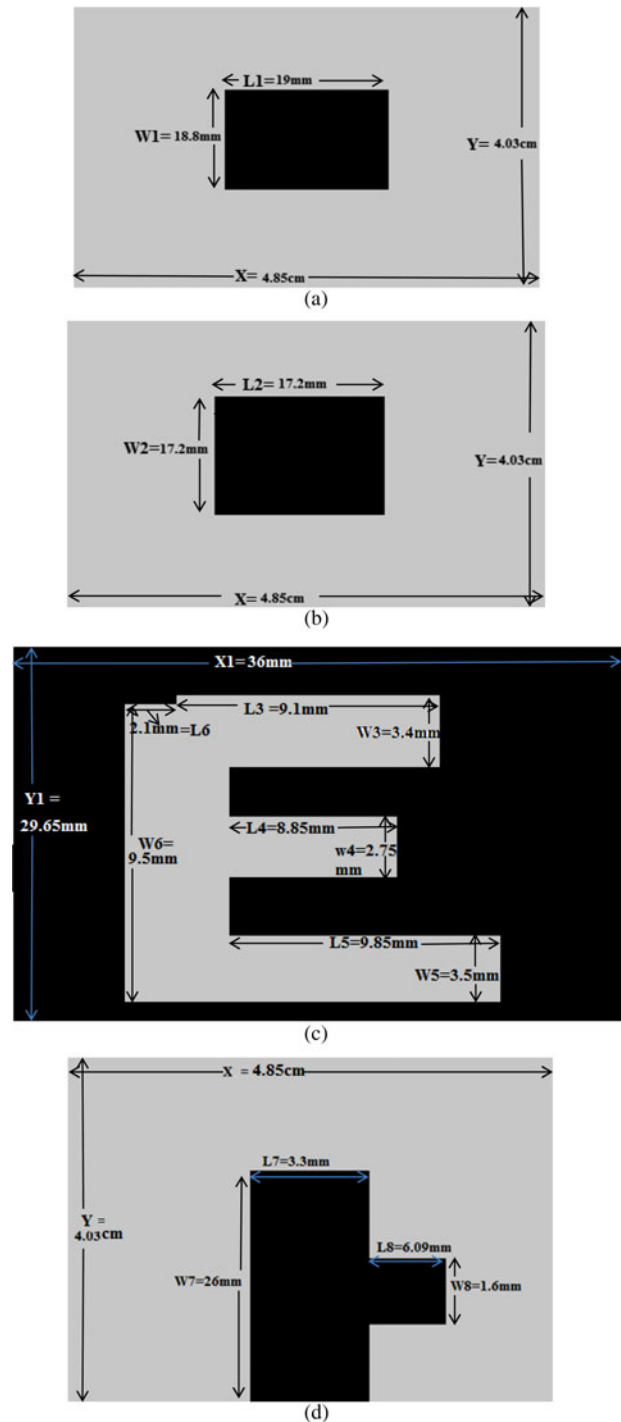 L1=19mm
W1=18.8mm
Y=4.03cm
X=4.85cm
(a)
L2=17.2mm
W2=17.2mm
Y=4.03cm
X=4.85cm
(b)
X1=36mm
L3 =9.1mm
2.1mm=L6
W3=3.4mm
Y1 =
29.65mm
L4=8.85mm
W6=
9.5mm
w4=2.75
mm
L5=9.85mm
W5=3.5mm
(c)
X = 4.85cm
L7=3.3mm
Y =
4.03cm
L8=6.09mm
W7=26mm
W8=1.6mm
(d)